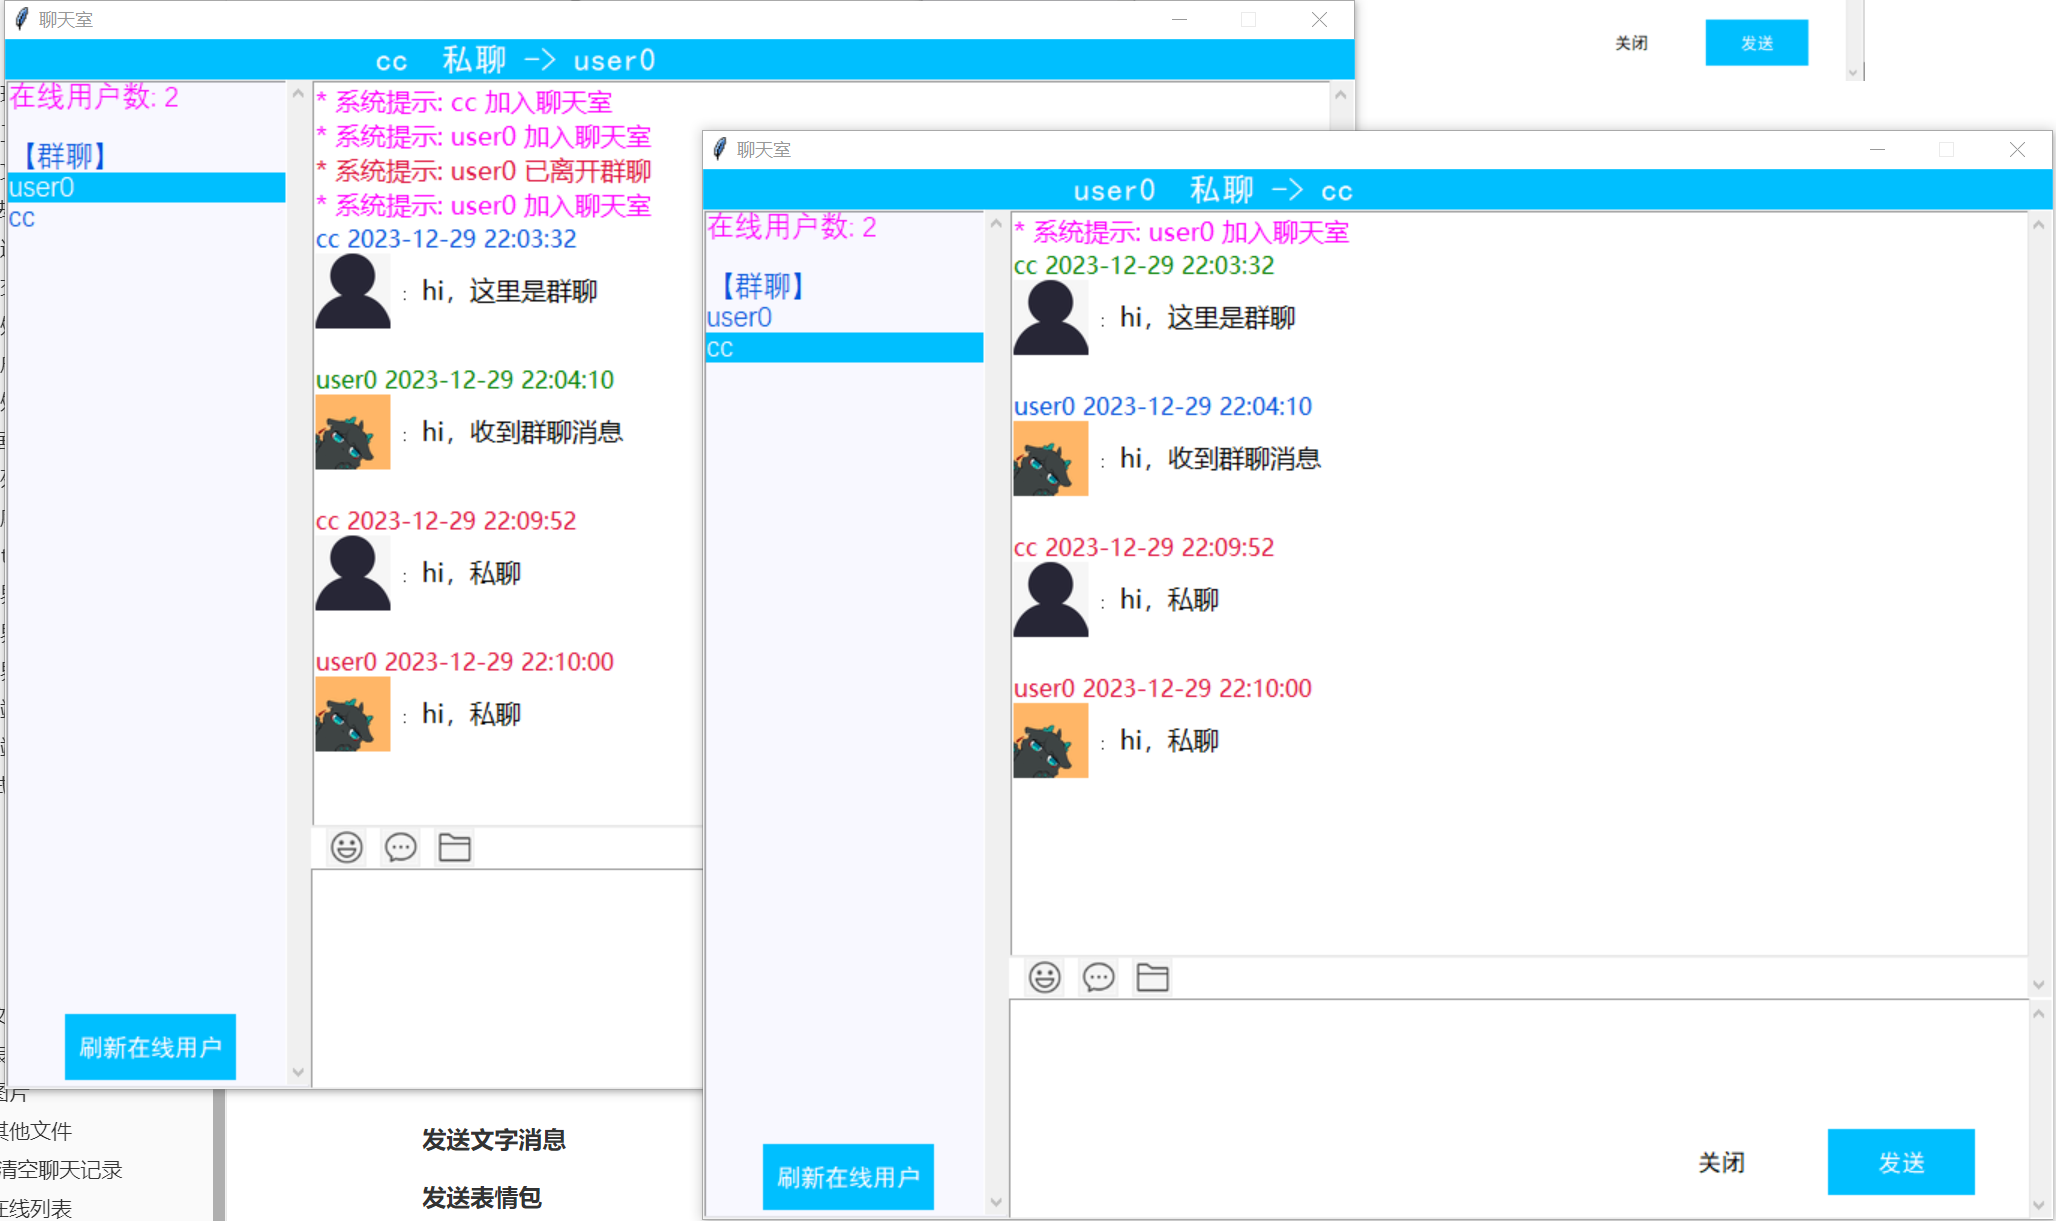 聊天室
cc 私聊 -> user0
在线用户数: 2
【群聊】
user0
cc
刷新在线用户
* 系统提示: cc 加入聊天室
* 系统提示: user0 加入聊天室
* 系统提示: user0 已离开群聊
* 系统提示: user0 加入聊天室
cc 2023-12-29 22:03:32
: hi，这里是群聊
user0 2023-12-29 22:04:10
: hi，收到群聊消息
cc 2023-12-29 22:09:52
: hi，私聊
user0 2023-12-29 22:10:00
: hi，私聊
关闭
发送
聊天室
user0 私聊 -> cc
在线用户数: 2
【群聊】
user0
cc
刷新在线用户
* 系统提示: user0 加入聊天室
cc 2023-12-29 22:03:32
: hi，这里是群聊
user0 2023-12-29 22:04:10
: hi，收到群聊消息
cc 2023-12-29 22:09:52
: hi，私聊
user0 2023-12-29 22:10:00
: hi，私聊
关闭
发送
图片
其他文件
清空聊天记录
在线列表
发送文字消息
发送表情包